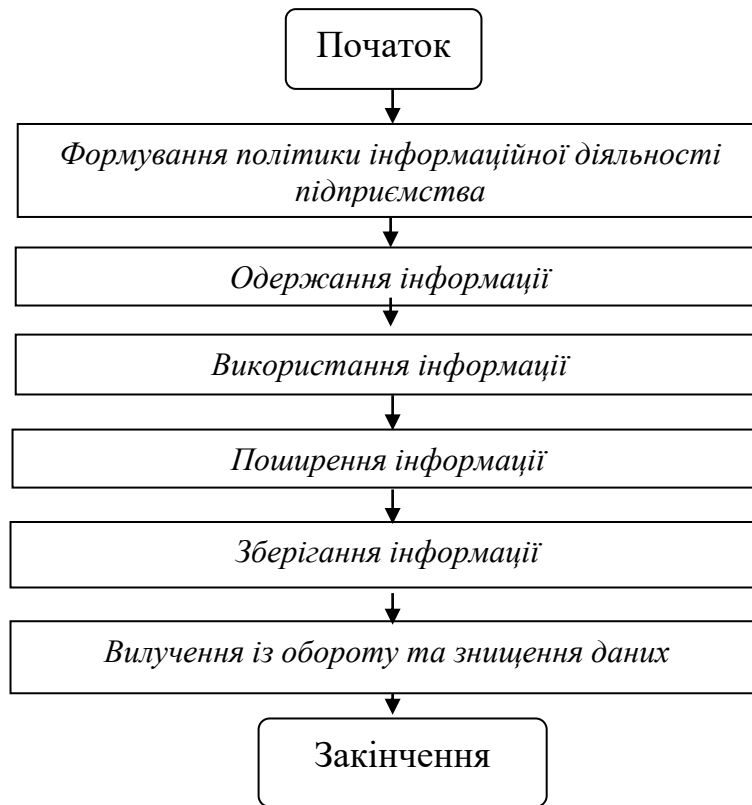 Початок
Формування політики інформаційної діяльності
підприємства
Одержання інформації
Використання інформації
Поширення інформації
Зберігання інформації
Вилучення із обороту та знищення даних
Закінчення